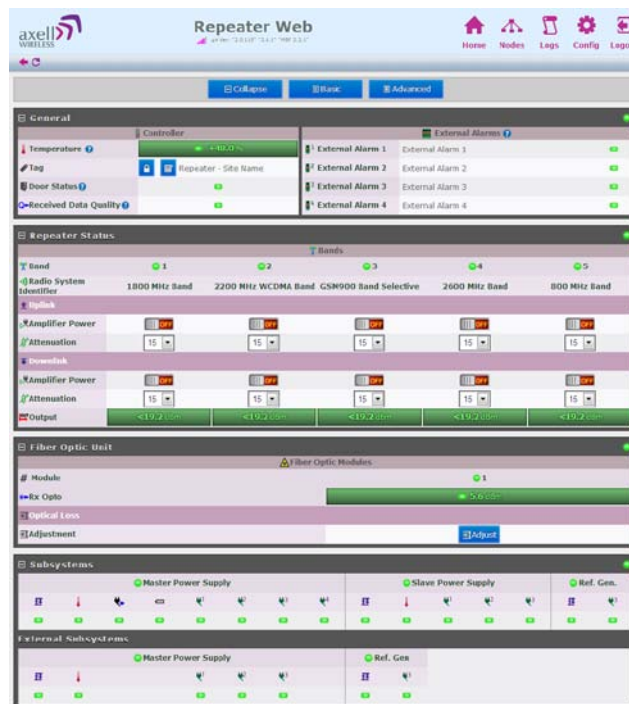 axell
WIRELESS
Repeater Web
Home Nodes Logs Config
Collapse Basic Advanced
General
Controller
External Alarms
Temperature
External Alarm 1 External Alarm 1
Tag Repeater - Site Name
External Alarm 2 External Alarm 2
Door Status
External Alarm 3 External Alarm 3
Received Data Quality
External Alarm 4 External Alarm 4
Repeater Status
Bands
Band 1 2 3 4 5
Radio System Identifier 1800 MHz Band 2200 MHz WCDMA Band GSM900 Band Selective 2600 MHz Band 800 MHz Band
Uplink
Amplifier Power OFF OFF OFF OFF OFF
Attenuation 15 15 15 15 15
Downlink
Amplifier Power OFF OFF OFF OFF OFF
Attenuation 15 15 15 15 15
Output <19.2 dBm <19.2 dBm <19.2 dBm <19.2 dBm <19.2 dBm
Fiber Optic Unit
Fiber Optic Modules
# Module 1
Rx Opto
Optical Loss
Adjustment Adjust
Subsystems
Master Power Supply Slave Power Supply Ref. Gen.
External Subsystems
Master Power Supply Ref. Gen